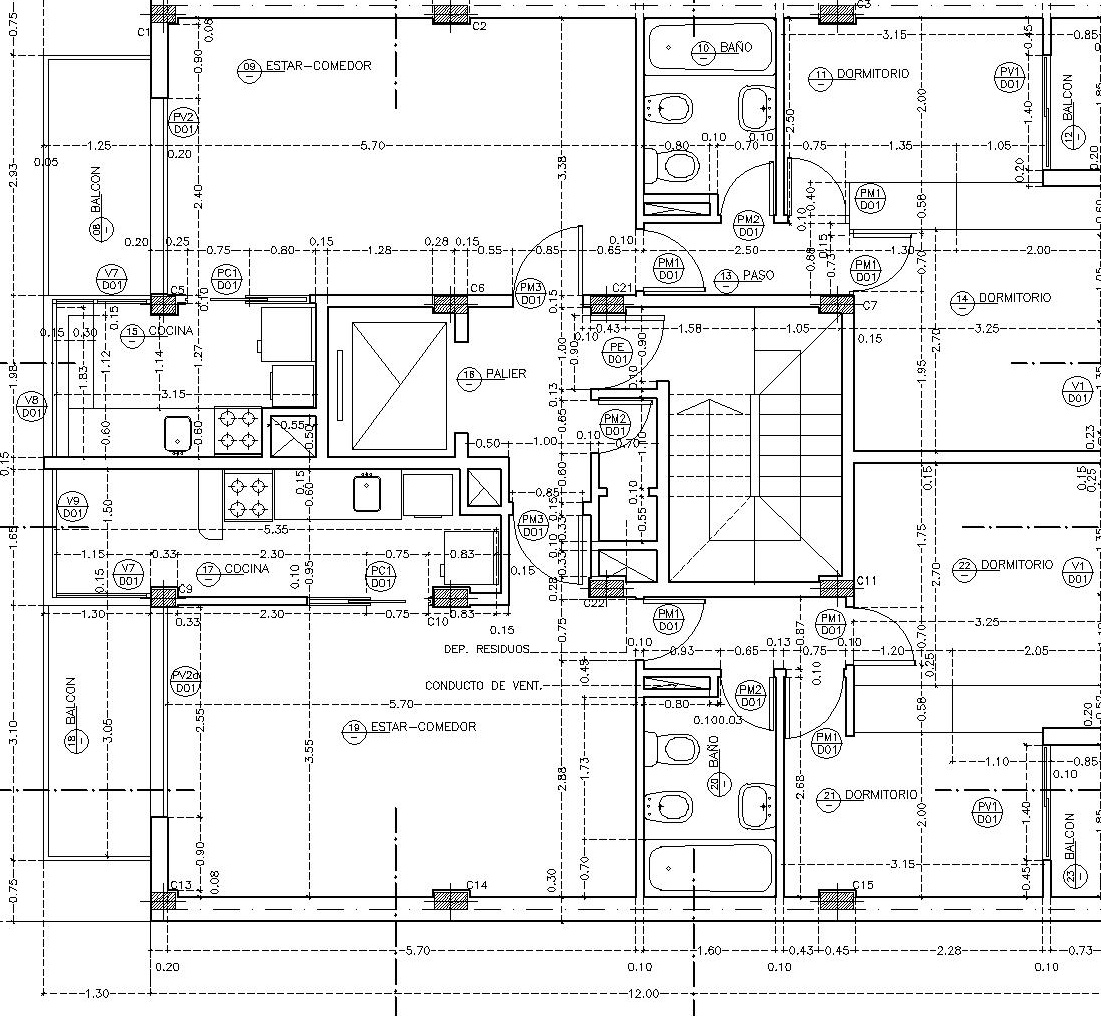 C1
C2
C3
0.75
0.08
0.90
3.15
0.45
0.85
09 ESTAR-COMEDOR
10 BAÑO
11 DORMITORIO
PV1
D01
12 BALCON
PV2
D01
2.00
1.40
2.50
0.10
0.10
0.05
1.25
0.20
5.70
0.80
0.70
0.75
1.35
1.05
0.20
0.20
2.93
2.40
3.38
08 BALCON
PM1
D01
PM2
D01
0.40
0.10
0.58
0.20
0.25
0.75
0.80
0.15
1.28
0.28
0.15
0.55
0.85
0.65
0.10
2.50
0.15
0.73
1.30
2.00
V7
D01
PC1
D01
PM3
D01
PM1
D01
13 PASO
PM1
D01
0.70
C5
0.10
C6
C21
C7
14 DORMITORIO
0.15 0.30
0.15
15 COCINA
0.15
0.43
1.58
1.05
3.25
0.10
0.15
1.98
1.83
1.12
1.14
1.27
1.00
0.90
PE
D01
0.90
0.10
2.70
1.95
16 PALIER
V8
D01
3.15
0.13
V1
D01
0.60
0.60
0.55
0.50
0.65
PM2
D01
0.50
1.00
0.10
0.70
1.10
0.23
0.15
0.15
0.60
0.60
0.15
0.15
0.25
V9
D01
1.50
0.85
0.15
0.10
0.55
PM3
D01
0.33
5.35
1.65
1.15
0.33
2.30
0.75
0.83
0.10
0.33
1.75
V7
D01
17 COCINA
0.10
0.95
PC1
D01
0.15
22 DORMITORIO
V1
D01
0.15
2.70
C9
C10
C22
0.28
C11
1.30
0.33
2.30
0.75
0.83
0.15
0.75
PM1
D01
PM1
D01
0.87
0.70
3.25
DEP. RESIDUOS
0.10
0.93
0.65
0.13
0.75
0.10
1.20
2.05
0.45
0.10
0.25
CONDUCTO DE VENT.
PV2d
D01
PM2
D01
5.70
0.80
0.10 0.03
0.58
0.20
18 BALCON
2.55
3.10
3.05
19 ESTAR-COMEDOR
3.55
2.88
1.73
20 BAÑO
PM1
D01
2.68
1.10
0.85
0.10
21 DORMITORIO
2.00
PV1
D01
1.40
23 BALCON
0.90
0.08
0.30
0.70
3.15
0.45
0.75
C13
C14
C15
5.70
1.60
0.43
0.45
2.28
0.73
0.20
0.10
0.10
0.10
1.30
12.00